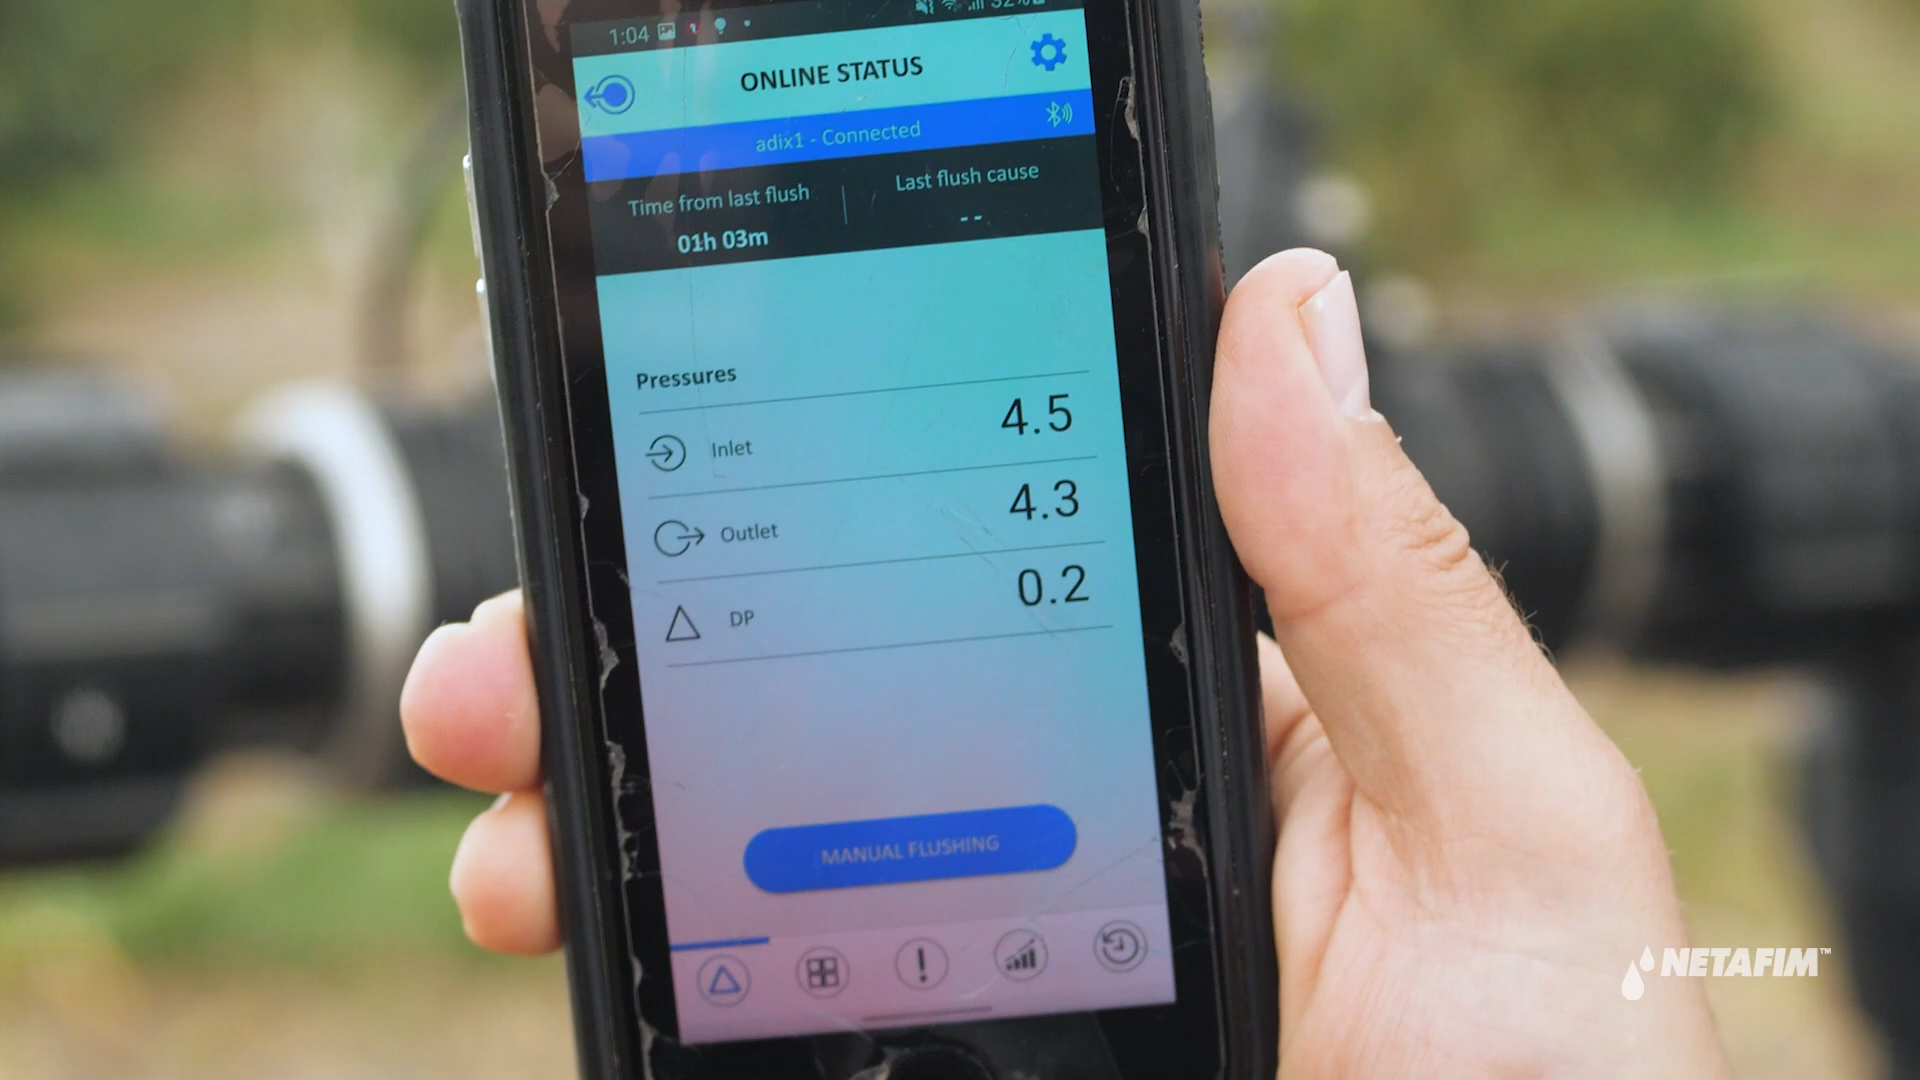 1:04 32%
ONLINE STATUS
adix1 - Connected
Time from last flush
01h 03m
Last flush cause
--
Pressures
Inlet 4.5
Outlet 4.3
DP 0.2
MANUAL FLUSHING
NETAFIM™